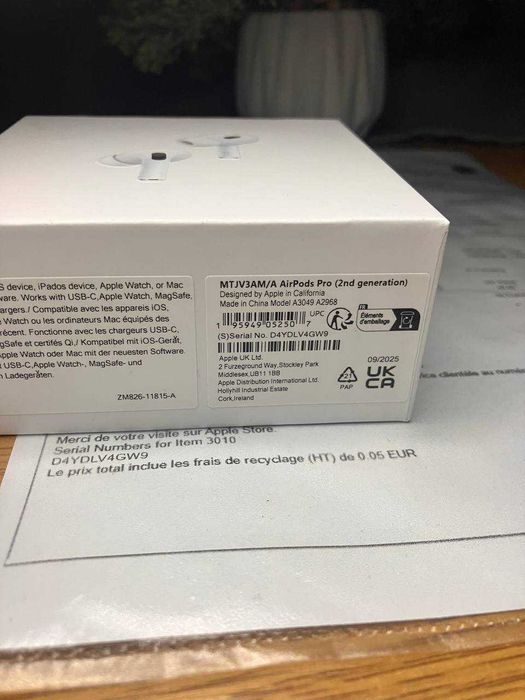 S device, iPados device, Apple Watch, or Mac
ware. Works with USB-C,Apple Watch, MagSafe,
argers./ Compatible avec les appareils iOS,
Watch ou les ordinateurs Mac équipés des
récent. Fonctionne avec les chargeurs USB-C,
gSafe et certifés Qi./ Kompatibel mit iOS-Gerät,
Apple Watch oder Mac mit der neuesten Software.
t USB-C,Apple Watch-, MagSafe- und
n Ladegeräten.
ZM826-11815-A
MTJV3AM/A AirPods Pro (2nd generation)
Designed by Apple in California
Made in China Model A3049 A2968
1 95949 05250 7
UPC
FR
Éléments
d'emballage
(S)Serial No. D4YDLV4GW9
Apple UK Ltd.
2 Furzeground Way,Stockley Park
Middlesex,UB11 1BB
Apple Distribution International Ltd.
Hollyhill Industrial Estate
Cork,Ireland
21
PAP
09/2025
UK
CA
clientèle au numéro
Merci de votre visite sur Apple Store.
Serial Numbers for Item 3010
D4YDLV4GW9
Le prix total inclue les frais de recyclage (HT) de 0.05 EUR